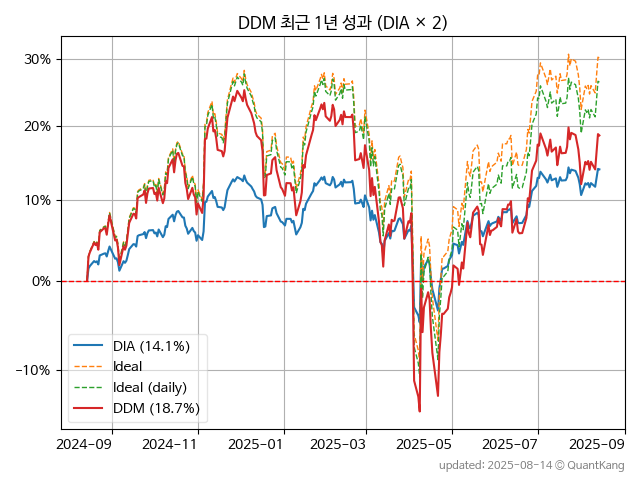 DDM 최근 1년 성과 (DIA × 2)
30%
20%
10%
0%
−10%
DIA (14.1%)
Ideal
Ideal (daily)
DDM (18.7%)
2024−09 2024−11 2025−01 2025−03 2025−05 2025−07 2025−09
updated: 2025-08-14 © QuantKang